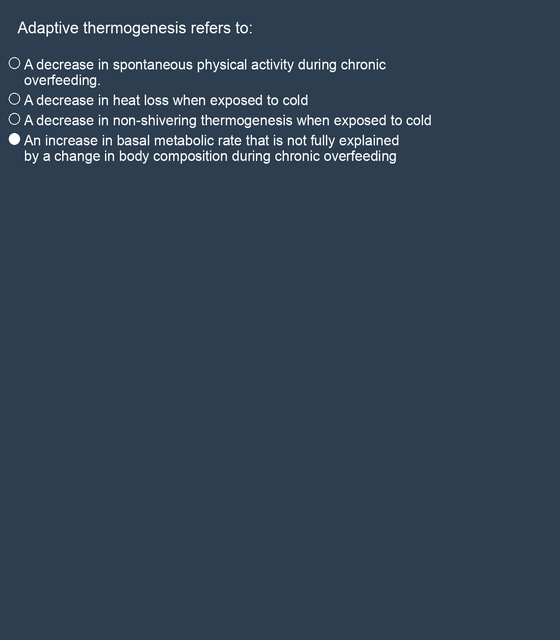 Adaptive thermogenesis refers to:
A decrease in spontaneous physical activity during chronic
overfeeding.
A decrease in heat loss when exposed to cold
A decrease in non-shivering thermogenesis when exposed to cold
An increase in basal metabolic rate that is not fully explained
by a change in body composition during chronic overfeeding